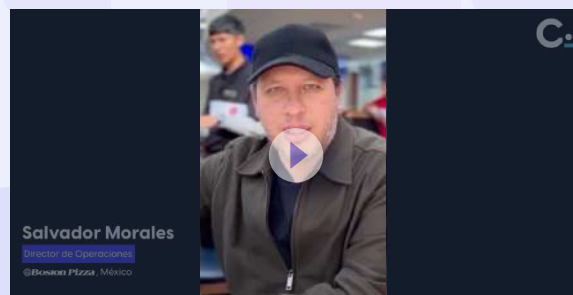 C.
Salvador Morales
Director de Operaciones
@Boston Pizza, México